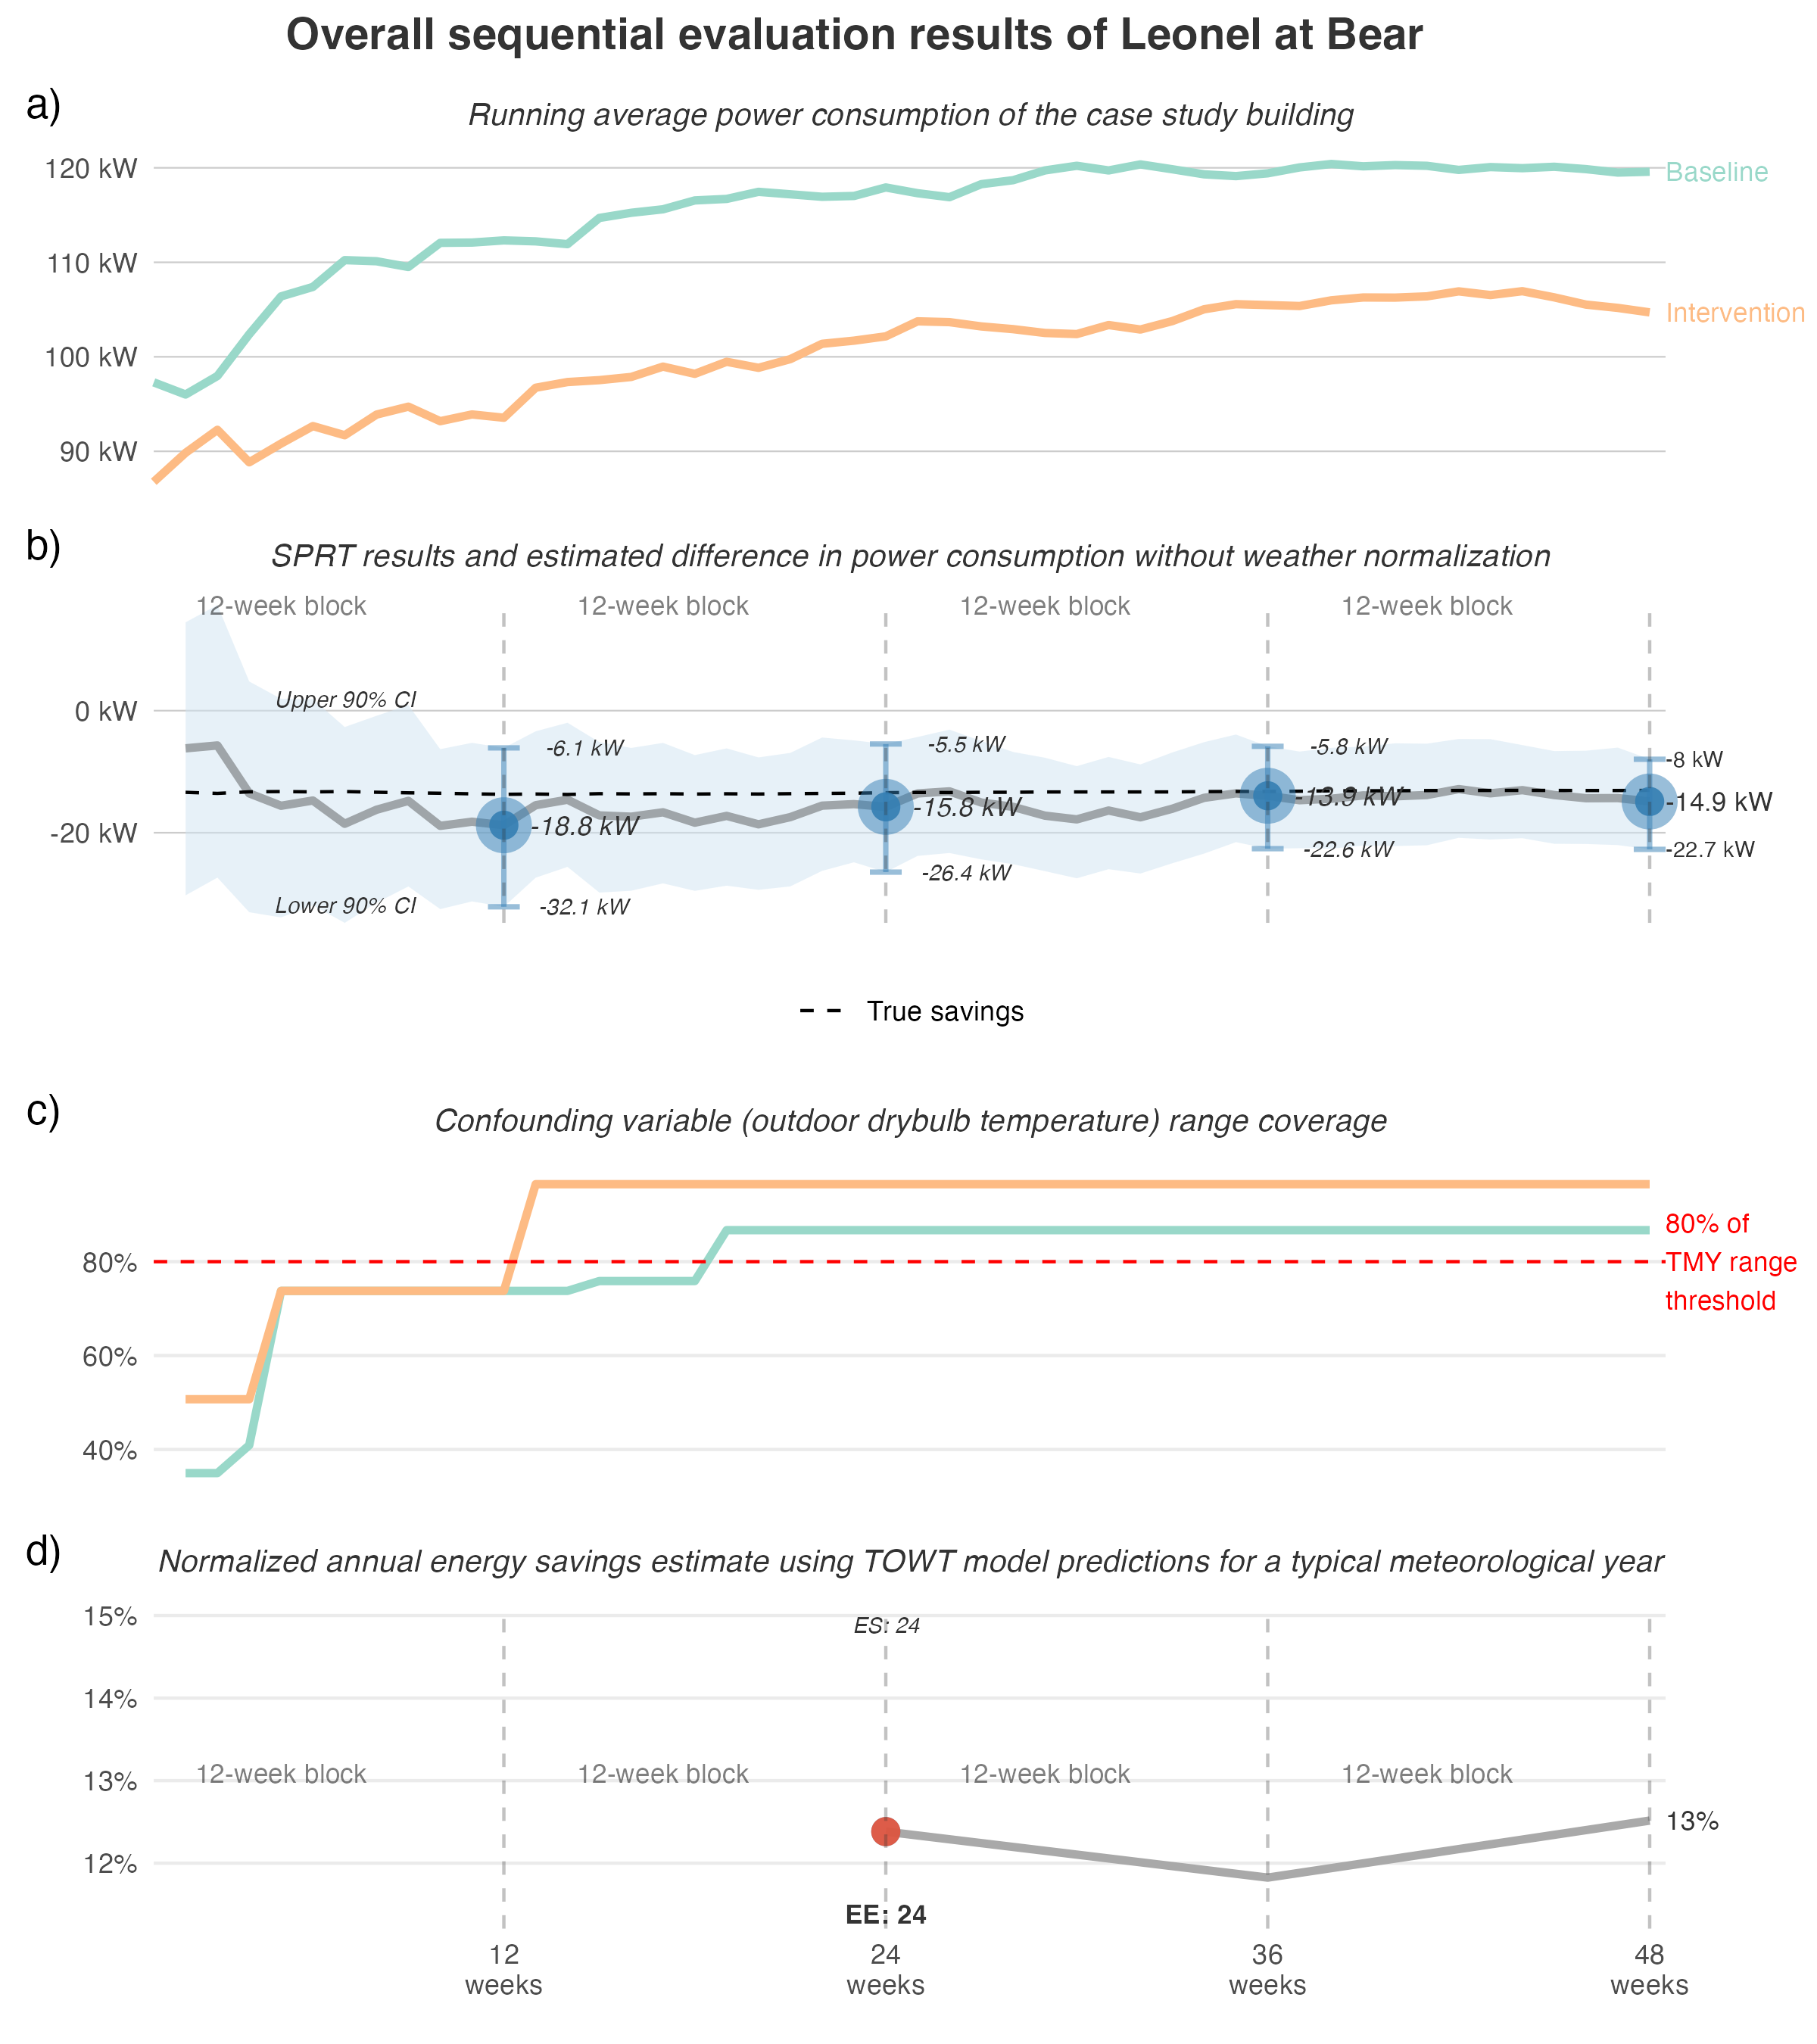 Overall sequential evaluation results of Leonel at Bear
a)
Running average power consumption of the case study building
120 kW
110 kW
100 kW
90 kW
Baseline
Intervention
b)
SPRT results and estimated difference in power consumption without weather normalization
12-week block
12-week block
12-week block
12-week block
0 kW
-20 kW
Upper 90% CI
Lower 90% CI
-6.1 kW
-18.8 kW
-32.1 kW
-5.5 kW
-15.8 kW
-26.4 kW
-5.8 kW
-13.9 kW
-22.6 kW
-8 kW
-14.9 kW
-22.7 kW
True savings
c)
Confounding variable (outdoor drybulb temperature) range coverage
80%
60%
40%
80% of
TMY range
threshold
d)
Normalized annual energy savings estimate using TOWT model predictions for a typical meteorological year
15%
14%
13%
12%
ES: 24
12-week block
12-week block
12-week block
12-week block
13%
EE: 24
12
weeks
24
weeks
36
weeks
48
weeks